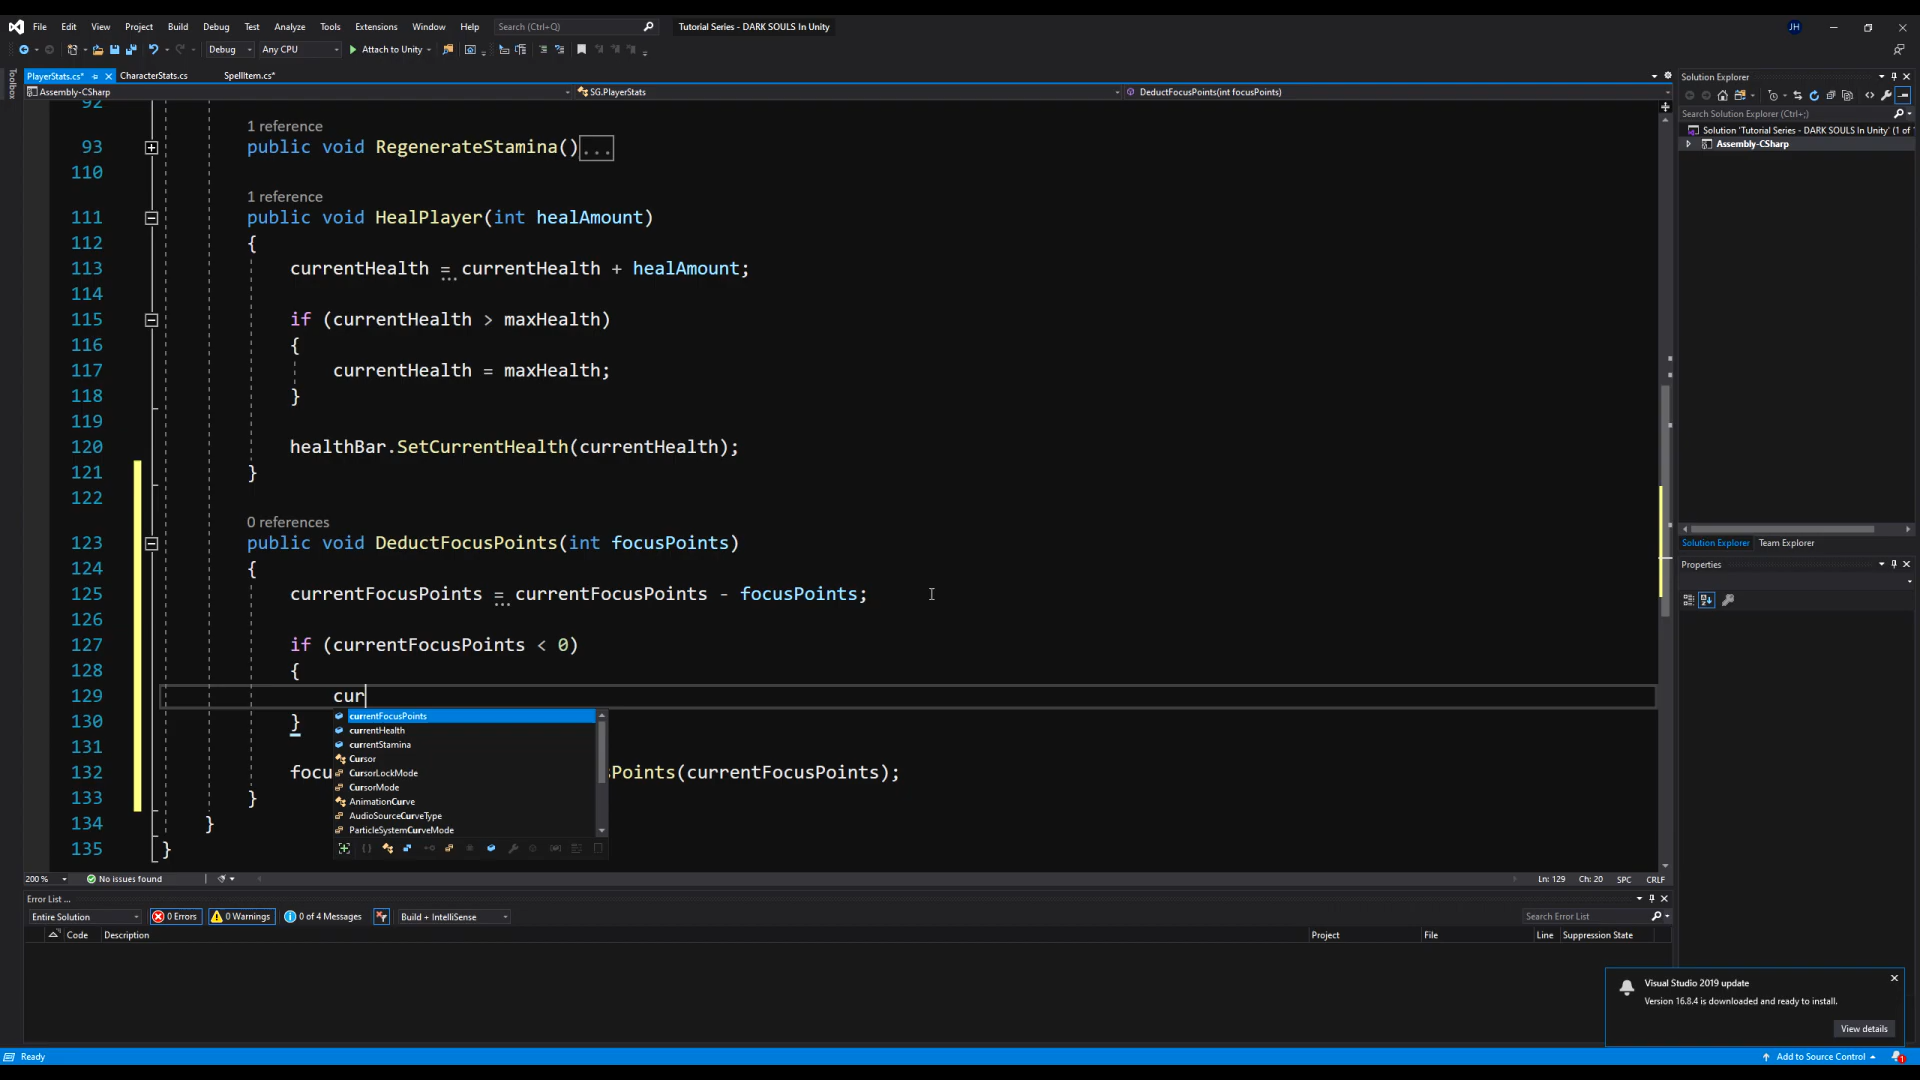 File Edit View Project Build Debug Test Analyze Tools Extensions Window Help Search (Ctrl+Q) Tutorial Series - DARK SOULS In Unity JH
Debug Any CPU Attach to Unity
Toolbox
PlayerStats.cs* CharacterStats.cs SpellItem.cs*
Assembly-CSharp SG.PlayerStats DeductFocusPoints(int focusPoints)
92
1 reference
93 public void RegenerateStamina()...
110
1 reference
111 public void HealPlayer(int healAmount)
112 {
113 currentHealth = currentHealth + healAmount;
114
115 if (currentHealth > maxHealth)
116 {
117 currentHealth = maxHealth;
118 }
119
120 healthBar.SetCurrentHealth(currentHealth);
121 }
122
0 references
123 public void DeductFocusPoints(int focusPoints)
124 {
125 currentFocusPoints = currentFocusPoints - focusPoints;
126
127 if (currentFocusPoints < 0)
128 {
129 cur
currentFocusPoints
130 }
currentHealth
currentStamina
131
Cursor
132 focu
CursorLockMode
sPoints(currentFocusPoints);
CursorMode
133 }
AnimationCurve
AudioSourceCurveType
134 }
ParticleSystemCurveMode
135 }
200 % No issues found Ln: 129 Ch: 20 SPC CRLF
Error List ...
Entire Solution 0 Errors 0 Warnings 0 of 4 Messages Build + IntelliSense Search Error List
Code Description Project File Line Suppression State
Solution Explorer
Search Solution Explorer (Ctrl+;)
Solution 'Tutorial Series - DARK SOULS In Unity' (1 of 1
Assembly-CSharp
Solution Explorer Team Explorer
Properties
Visual Studio 2019 update
Version 16.8.4 is downloaded and ready to install.
View details
Ready Add to Source Control 1